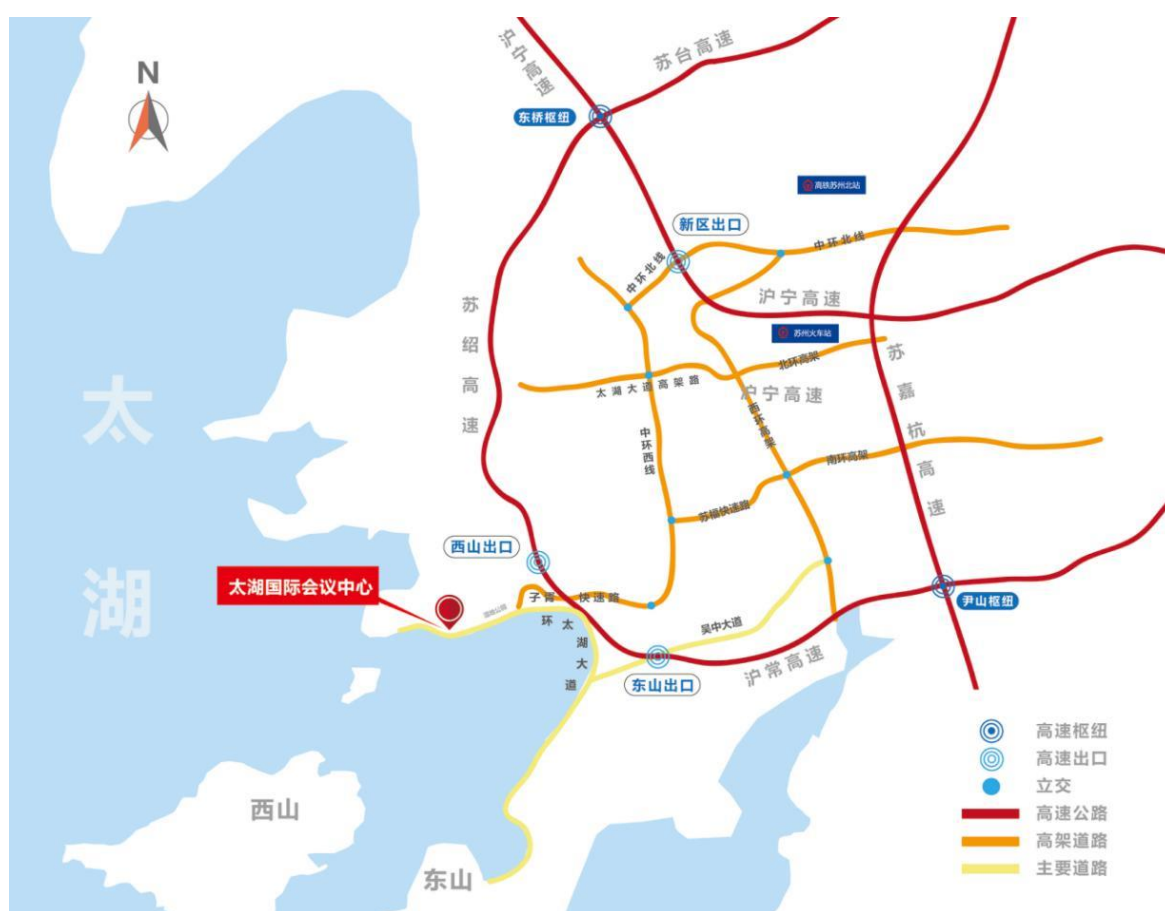 N
沪宁高速
苏台高速
东桥枢纽
高铁苏州北站
新区出口
中环北线
中环北线
沪宁高速
苏州火车站
苏绍高速
太湖大道高架路
北环高架
沪宁高速
西环高架
中环西线
苏嘉杭高速
南环高架
苏福快速路
太湖
西山出口
太湖国际会议中心
子胥快速路
环太湖大道
吴中大道
尹山枢纽
东山出口
沪常高速
西山
东山
高速枢纽
高速出口
立交
高速公路
高架道路
主要道路